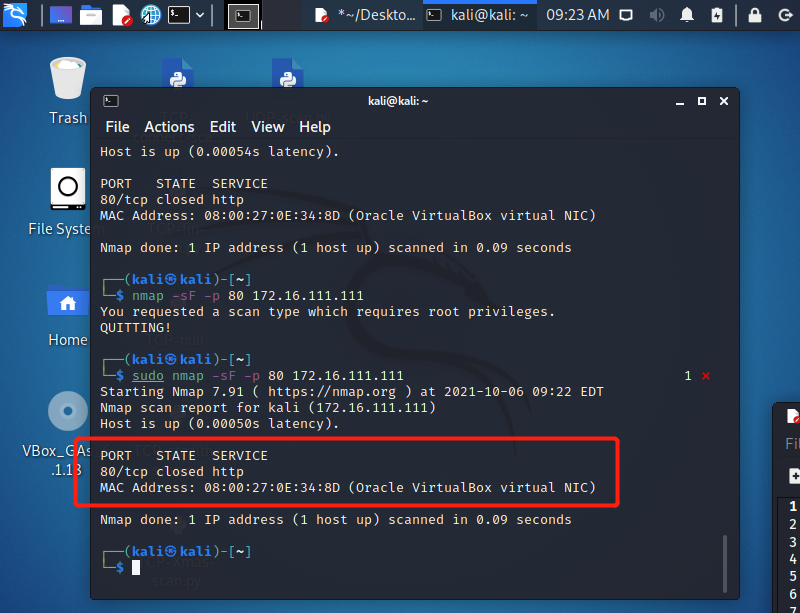 *~/Deskto...
kali@kali: ~
09:23 AM
Trash
File Syste
Home
VBox_GAs
.1.18
kali@kali: ~
File Actions Edit View Help
Host is up (0.00054s latency).
PORT   STATE  SERVICE
80/tcp closed http
MAC Address: 08:00:27:0E:34:8D (Oracle VirtualBox virtual NIC)
Nmap done: 1 IP address (1 host up) scanned in 0.09 seconds
┌──(kali㉿kali)-[~]
└─$ nmap -sF -p 80 172.16.111.111
You requested a scan type which requires root privileges.
QUITTING!
┌──(kali㉿kali)-[~]
└─$ sudo nmap -sF -p 80 172.16.111.111 1 ⨯
Starting Nmap 7.91 ( https://nmap.org ) at 2021-10-06 09:22 EDT
Nmap scan report for kali (172.16.111.111)
Host is up (0.00050s latency).
PORT   STATE  SERVICE
80/tcp closed http
MAC Address: 08:00:27:0E:34:8D (Oracle VirtualBox virtual NIC)
Nmap done: 1 IP address (1 host up) scanned in 0.09 seconds
┌──(kali㉿kali)-[~]
└─$
TCP-Xmas-
scan.py
Fi
1
2
3
4
5
6
7